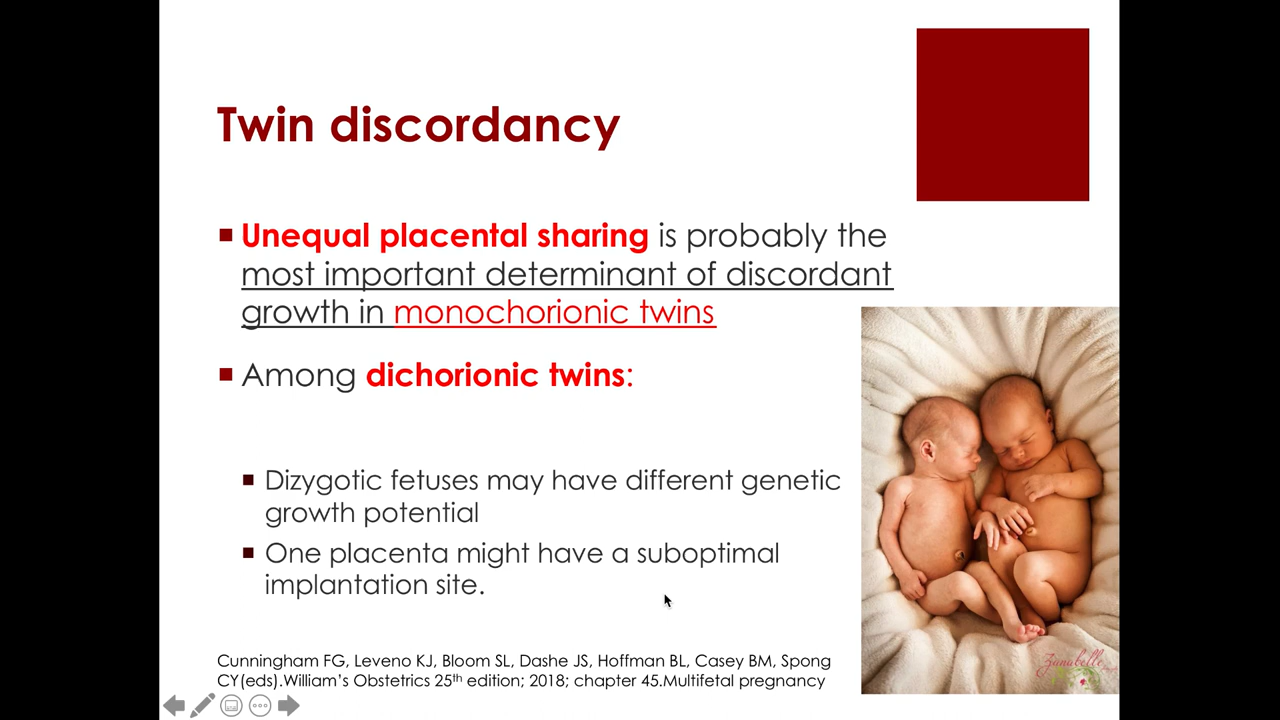 Twin discordancy
Unequal placental sharing is probably the
most important determinant of discordant
growth in monochorionic twins
Among dichorionic twins:
Dizygotic fetuses may have different genetic
growth potential
One placenta might have a suboptimal
implantation site.
Cunningham FG, Leveno KJ, Bloom SL, Dashe JS, Hoffman BL, Casey BM, Spong
CY(eds).William's Obstetrics 25th edition; 2018; chapter 45.Multifetal pregnancy